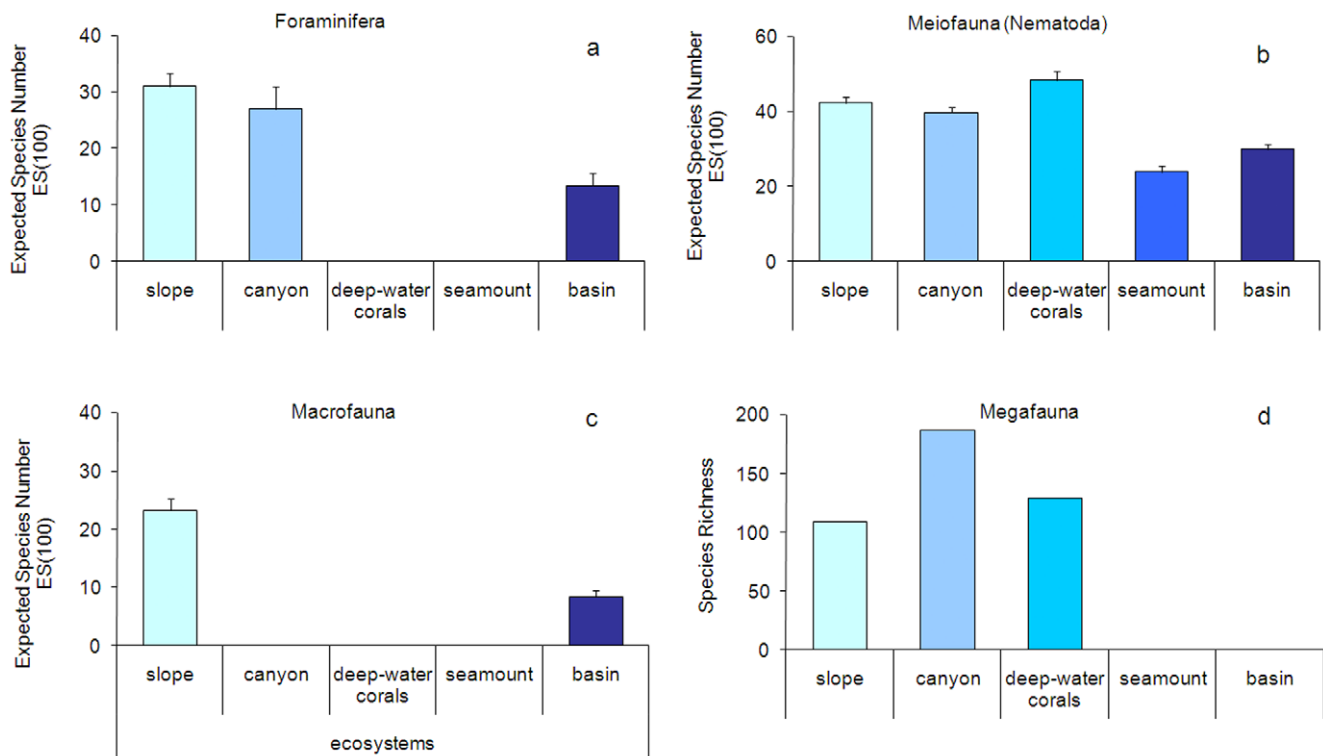 Foraminifera
a
Expected Species Number
ES(100)
40
30
20
10
0
slope
canyon
deep-water
corals
seamount
basin
Meiofauna (Nematoda)
b
Expected Species Number
ES(100)
60
40
20
0
slope
canyon
deep-water
corals
seamount
basin
Macrofauna
c
Expected Species Number
ES(100)
40
30
20
10
0
slope
canyon
deep-water
corals
seamount
basin
ecosystems
Megafauna
d
Species Richness
200
150
100
50
0
slope
canyon
deep-water
corals
seamount
basin